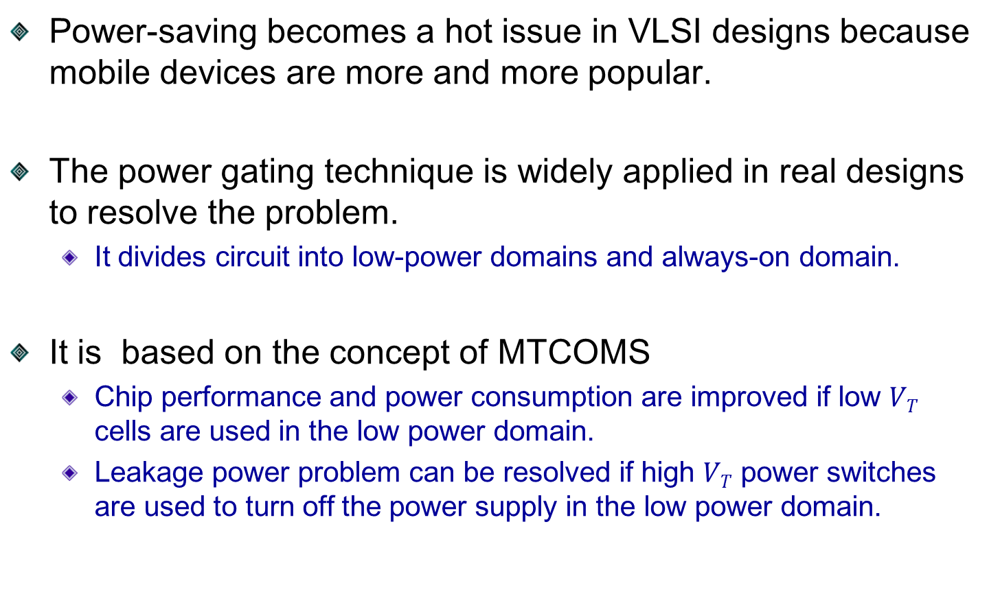 Power-saving becomes a hot issue in VLSI designs because
mobile devices are more and more popular.
The power gating technique is widely applied in real designs
to resolve the problem.
It divides circuit into low-power domains and always-on domain.
It is  based on the concept of MTCOMS
Chip performance and power consumption are improved if low V_T
cells are used in the low power domain.
Leakage power problem can be resolved if high V_T power switches
are used to turn off the power supply in the low power domain.